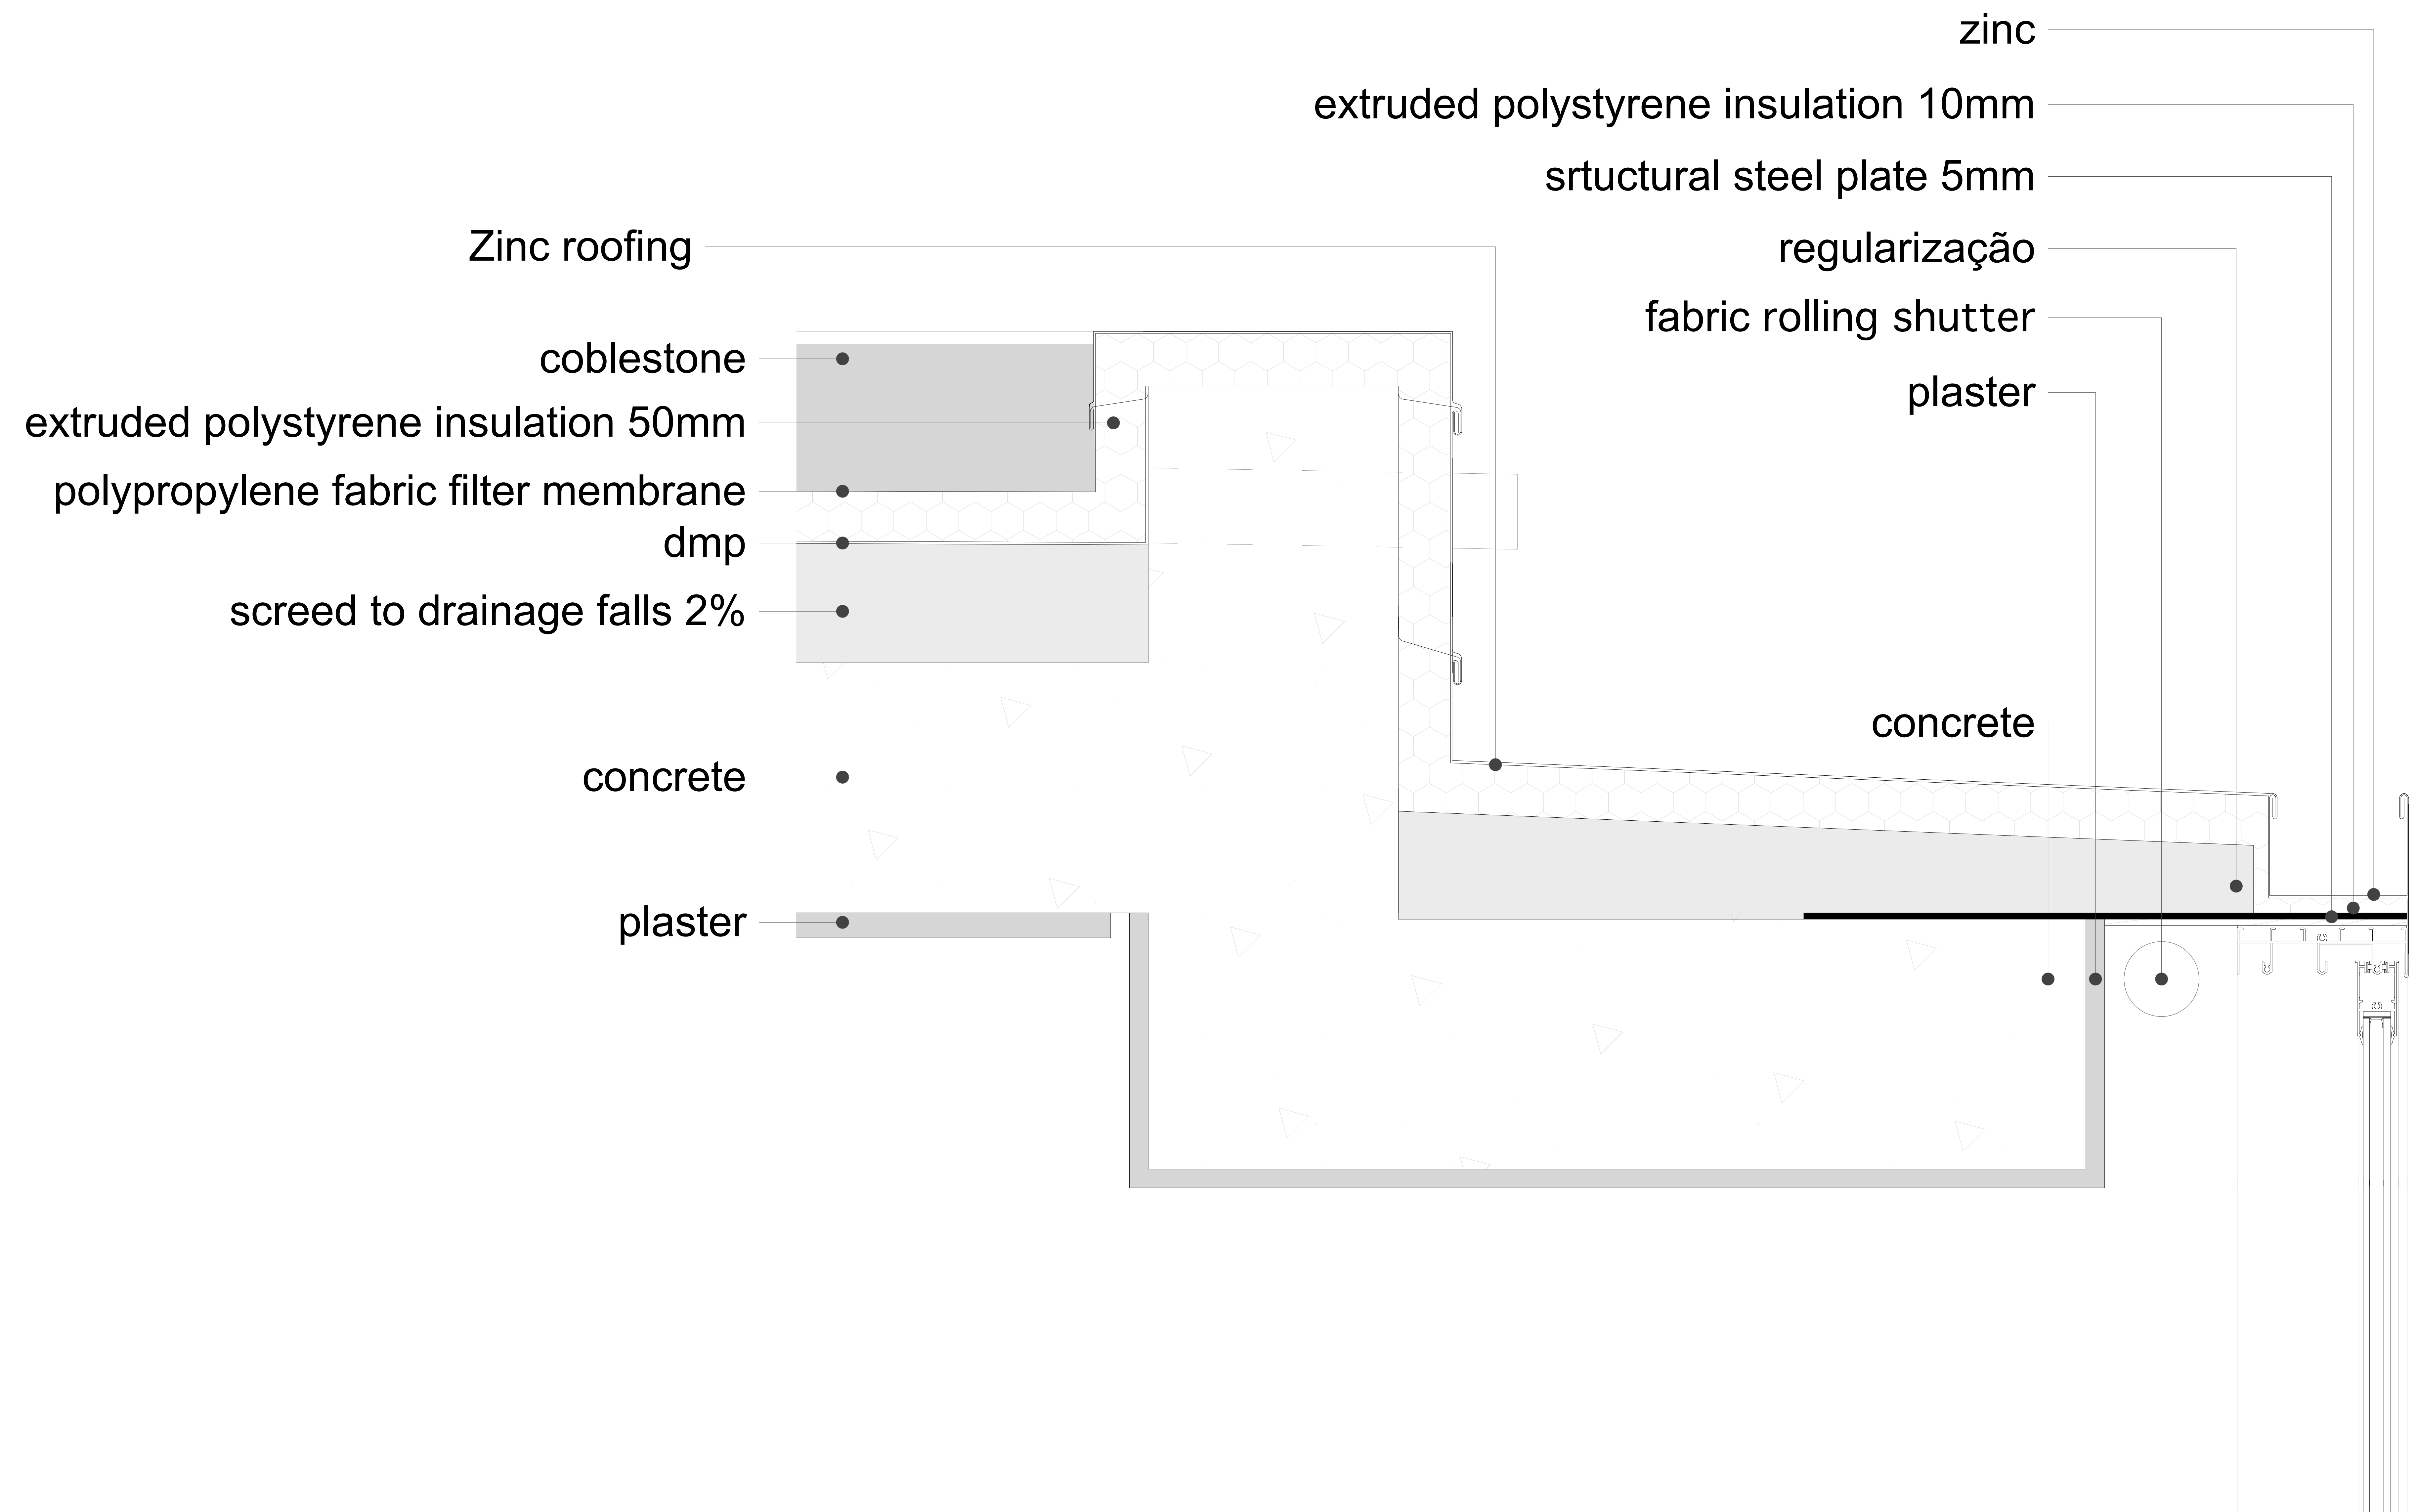 zinc
extruded polystyrene insulation 10mm
srtuctural steel plate 5mm
Zinc roofing
regularização
fabric rolling shutter
coblestone
plaster
extruded polystyrene insulation 50mm
polypropylene fabric filter membrane
dmp
screed to drainage falls 2%
concrete
concrete
plaster